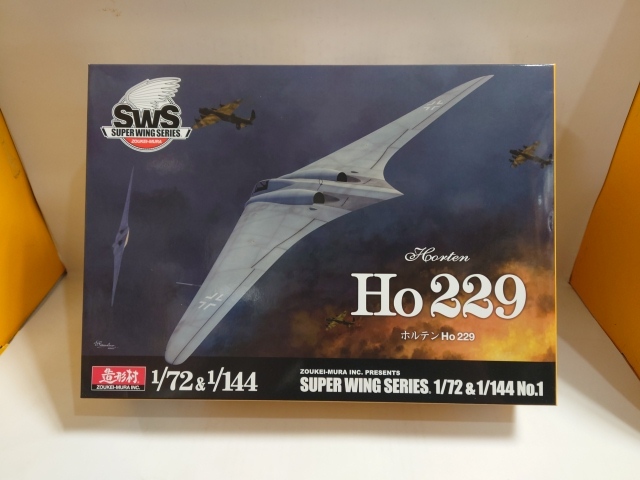 SWS
SUPER WING SERIES
ZOUKEI-MURA
Horten
Ho 229
ホルテン Ho 229
造形村
ZOUKEI-MURA INC.
1/72 & 1/144
ZOUKEI-MURA INC. PRESENTS
SUPER WING SERIES. 1/72 & 1/144 No.1